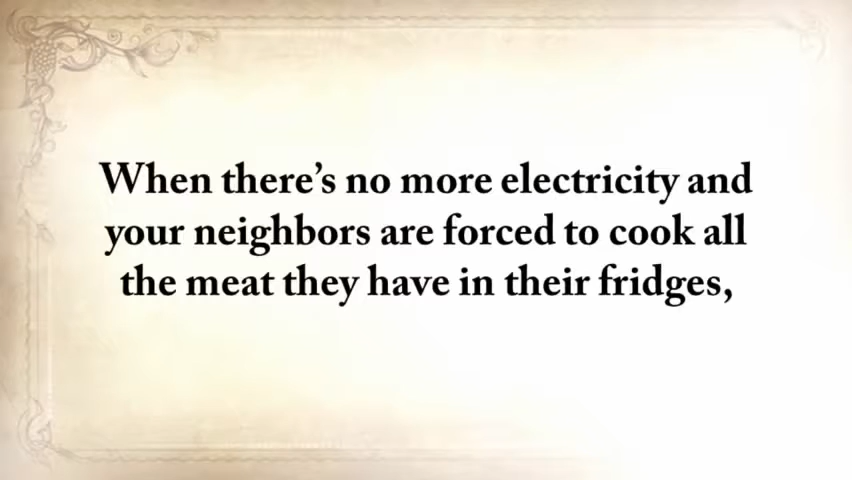 When there’s no more electricity and
your neighbors are forced to cook all
the meat they have in their fridges,